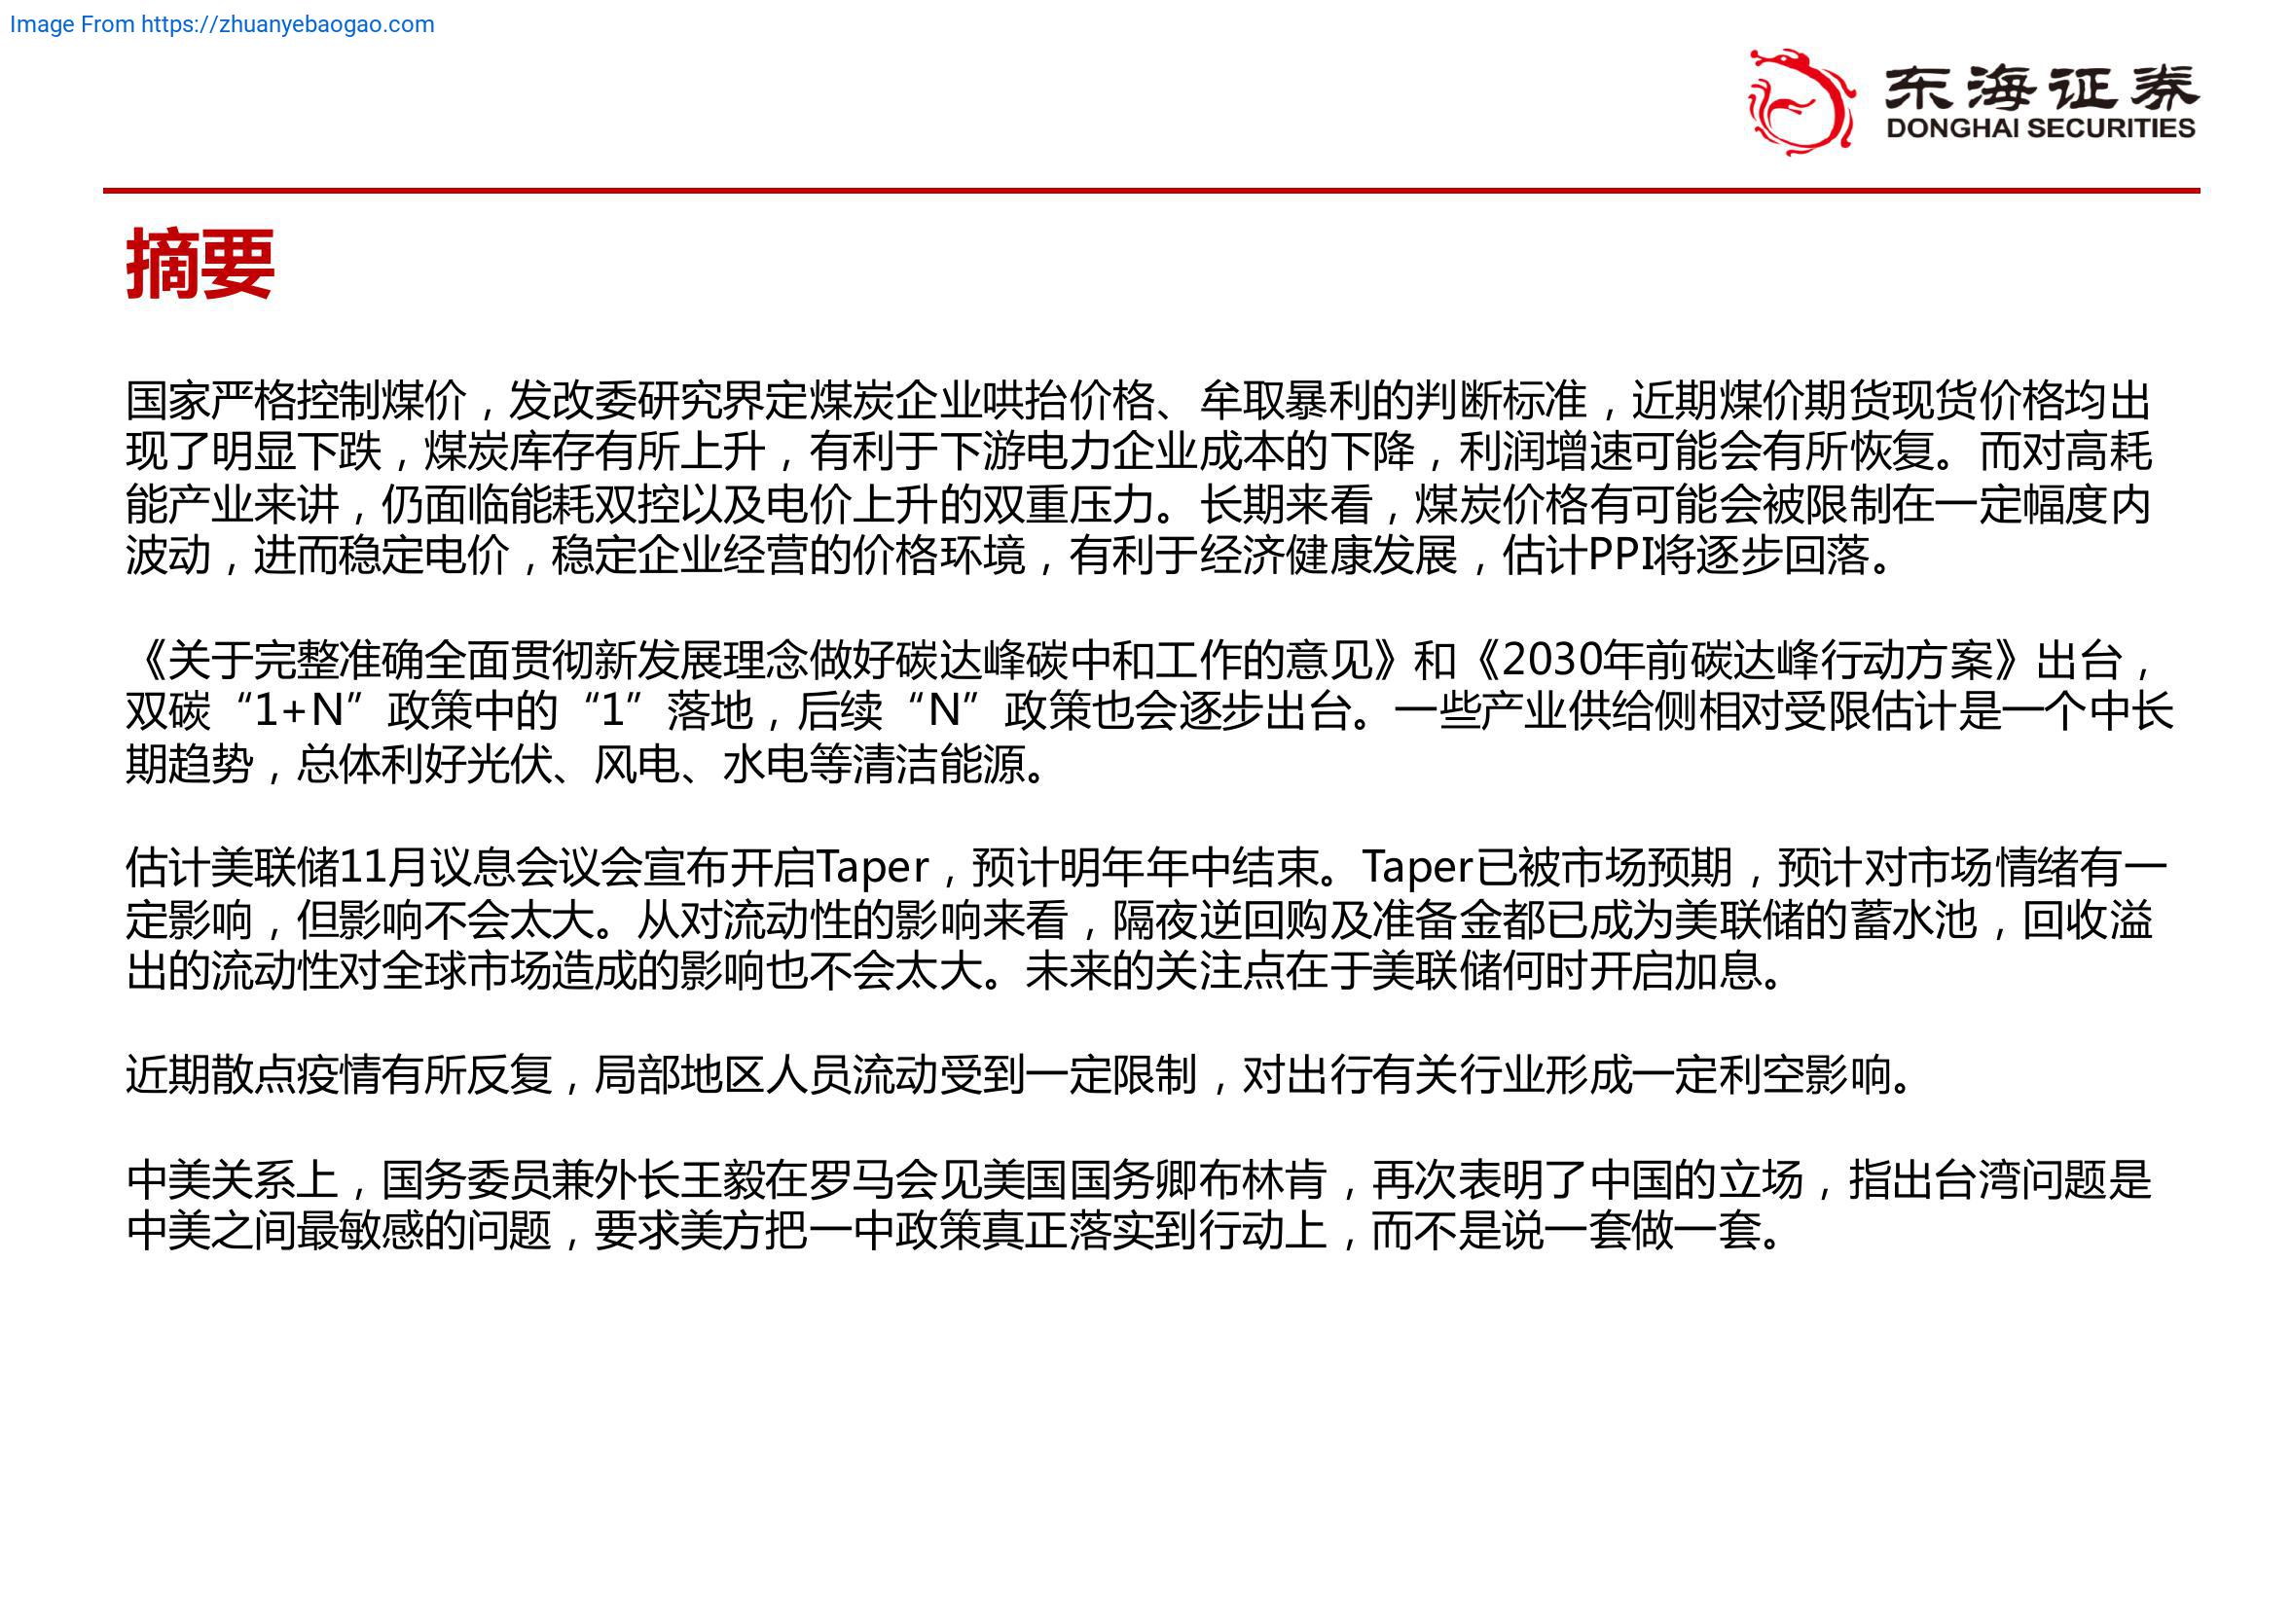 Image From https://zhuanyebaogao.com
东海证券
DONGHAI SECURITIES
摘要
国家严格控制煤价，发改委研究界定煤炭企业哄抬价格、牟取暴利的判断标准，近期煤价期货现货价格均出
现了明显下跌，煤炭库存有所上升，有利于下游电力企业成本的下降，利润增速可能会有所恢复。而对高耗
能产业来讲，仍面临能耗双控以及电价上升的双重压力。长期来看，煤炭价格有可能会被限制在一定幅度内
波动，进而稳定电价，稳定企业经营的价格环境，有利于经济健康发展，估计PPI将逐步回落。
《关于完整准确全面贯彻新发展理念做好碳达峰碳中和工作的意见》和《2030年前碳达峰行动方案》出台，
双碳“1+N”政策中的“1”落地，后续“N”政策也会逐步出台。一些产业供给侧相对受限估计是一个中长
期趋势，总体利好光伏、风电、水电等清洁能源。
估计美联储11月议息会议会宣布开启Taper，预计明年年中结束。Taper已被市场预期，预计对市场情绪有一
定影响，但影响不会太大。从对流动性的影响来看，隔夜逆回购及准备金都已成为美联储的蓄水池，回收溢
出的流动性对全球市场造成的影响也不会太大。未来的关注点在于美联储何时开启加息。
近期散点疫情有所反复，局部地区人员流动受到一定限制，对出行有关行业形成一定利空影响。
中美关系上，国务委员兼外长王毅在罗马会见美国国务卿布林肯，再次表明了中国的立场，指出台湾问题是
中美之间最敏感的问题，要求美方把一中政策真正落实到行动上，而不是说一套做一套。